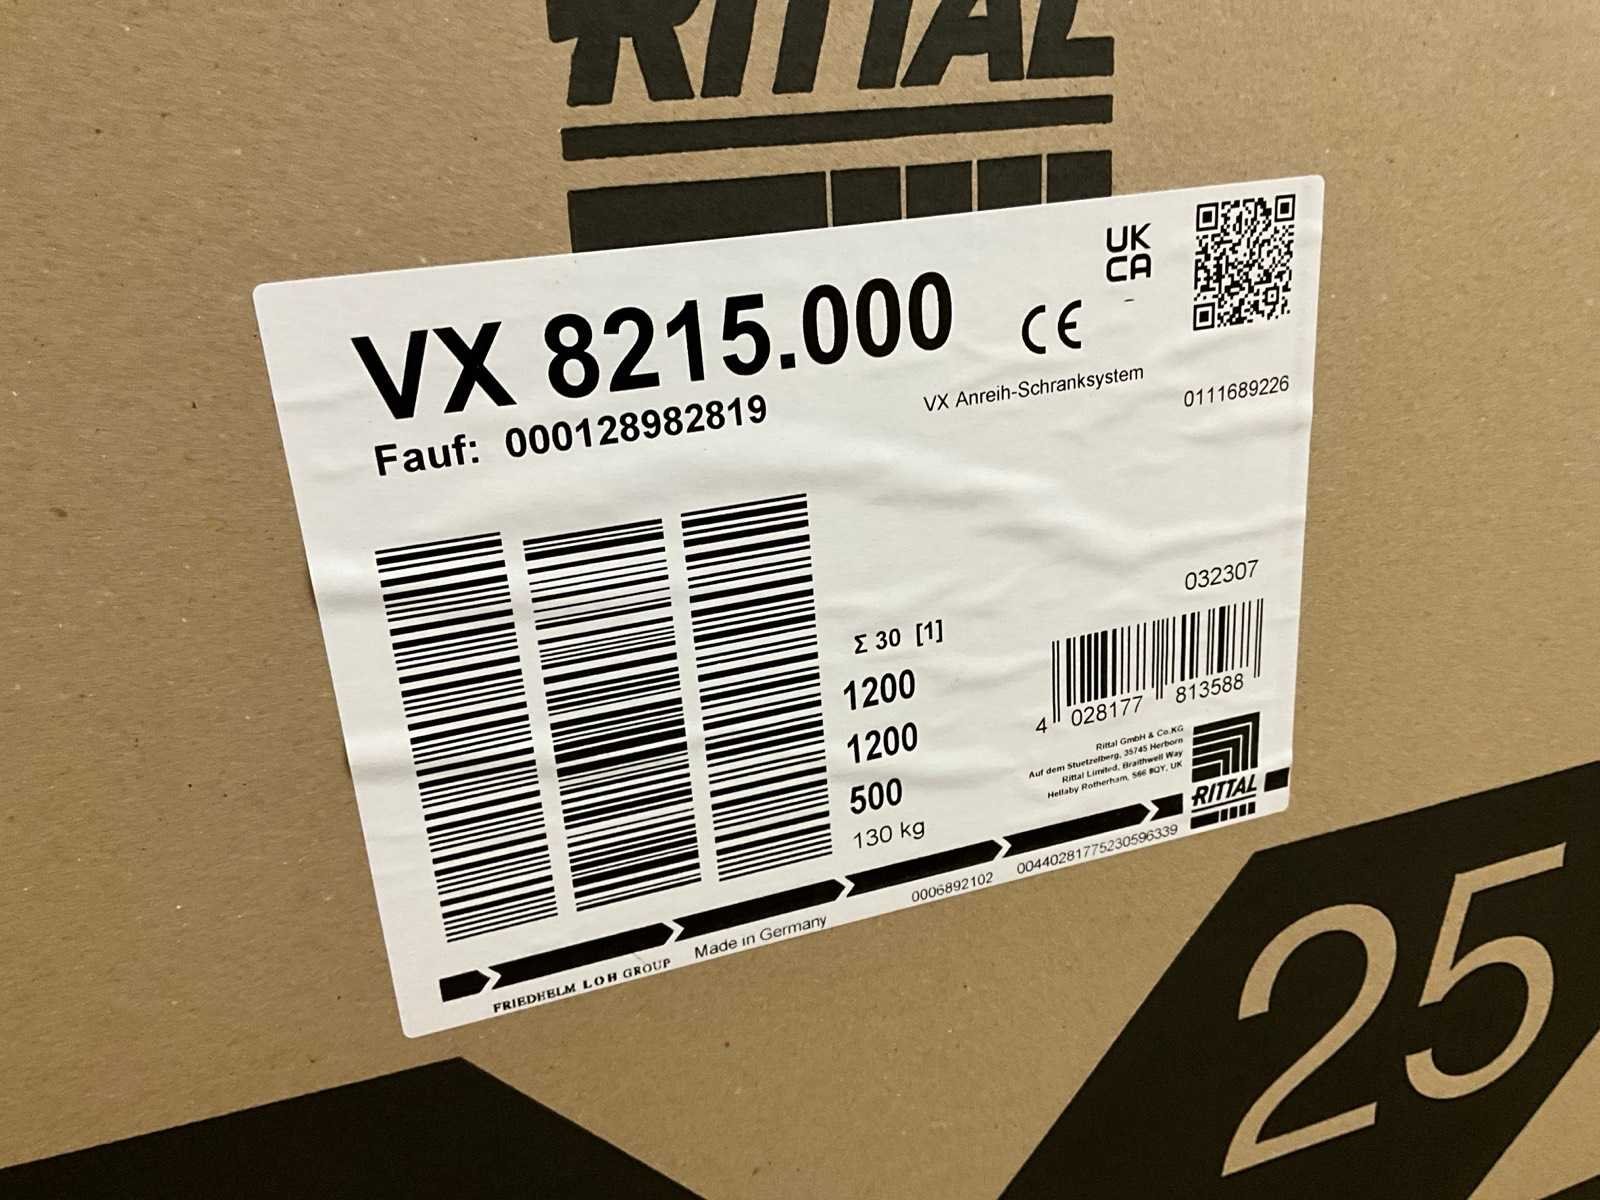 RITTAL
UK
CA
VX 8215.000
CE
Fauf: 000128982819
VX Anreih-Schranksystem
0111689226
032307
Σ 30 [1]
1200
1200
500
130 kg
4 028177 813588
Rittal GmbH & Co.KG
Auf dem Stuetzelberg, 35745 Herborn
Rittal Limited, Braithwell Way
Hellaby Rotherham, S66 8QY, UK
RITTAL
FRIEDHELM LOH GROUP
Made in Germany
0006892102
00440281775230596339
25